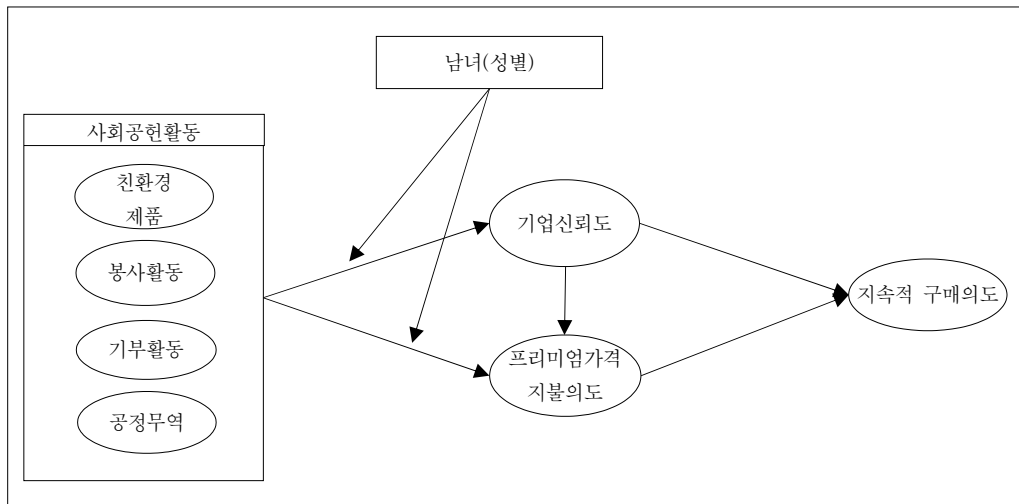 남녀(성별)
사회공헌활동
친환경
제품
봉사활동
기부활동
공정무역
기업신뢰도
프리미엄가격
지불의도
지속적 구매의도